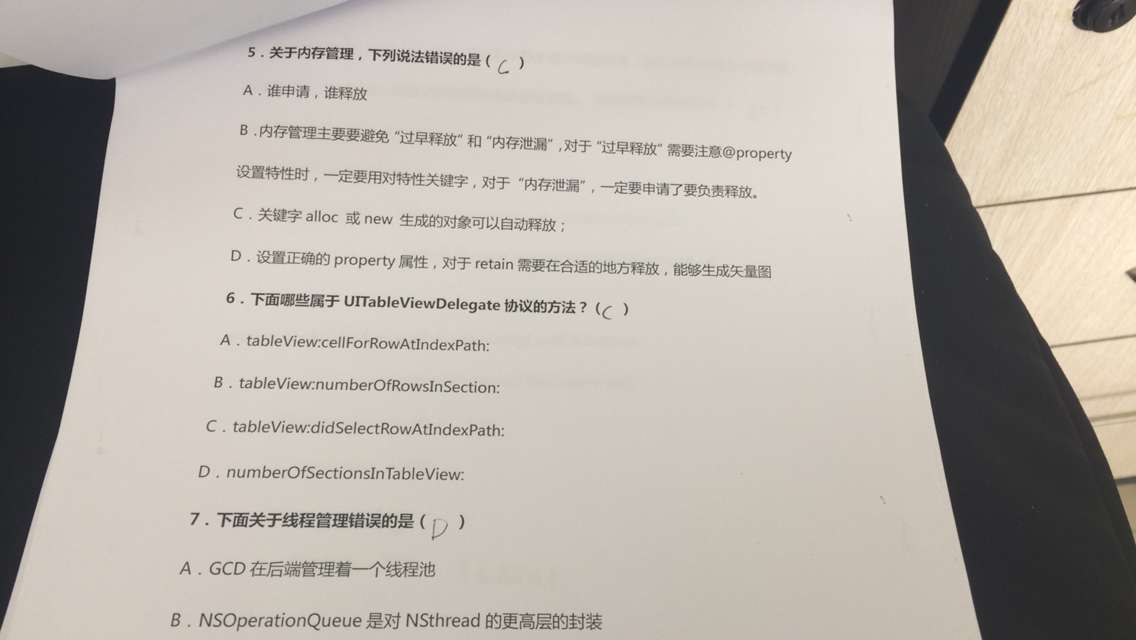 5．关于内存管理，下列说法错误的是（C）
A．谁申请，谁释放
B．内存管理主要要避免“过早释放”和“内存泄漏”，对于“过早释放”需要注意@property
设置特性时，一定要用对特性关键字，对于“内存泄漏”，一定要申请了要负责释放。
C．关键字 alloc 或 new 生成的对象可以自动释放；
D．设置正确的 property 属性，对于 retain 需要在合适的地方释放，能够生成矢量图
6．下面哪些属于 UITableViewDelegate 协议的方法？（C）
A．tableView:cellForRowAtIndexPath:
B．tableView:numberOfRowsInSection:
C．tableView:didSelectRowAtIndexPath:
D．numberOfSectionsInTableView:
7．下面关于线程管理错误的是（D）
A．GCD 在后端管理着一个线程池
B．NSOperationQueue 是对 NSthread 的更高层的封装